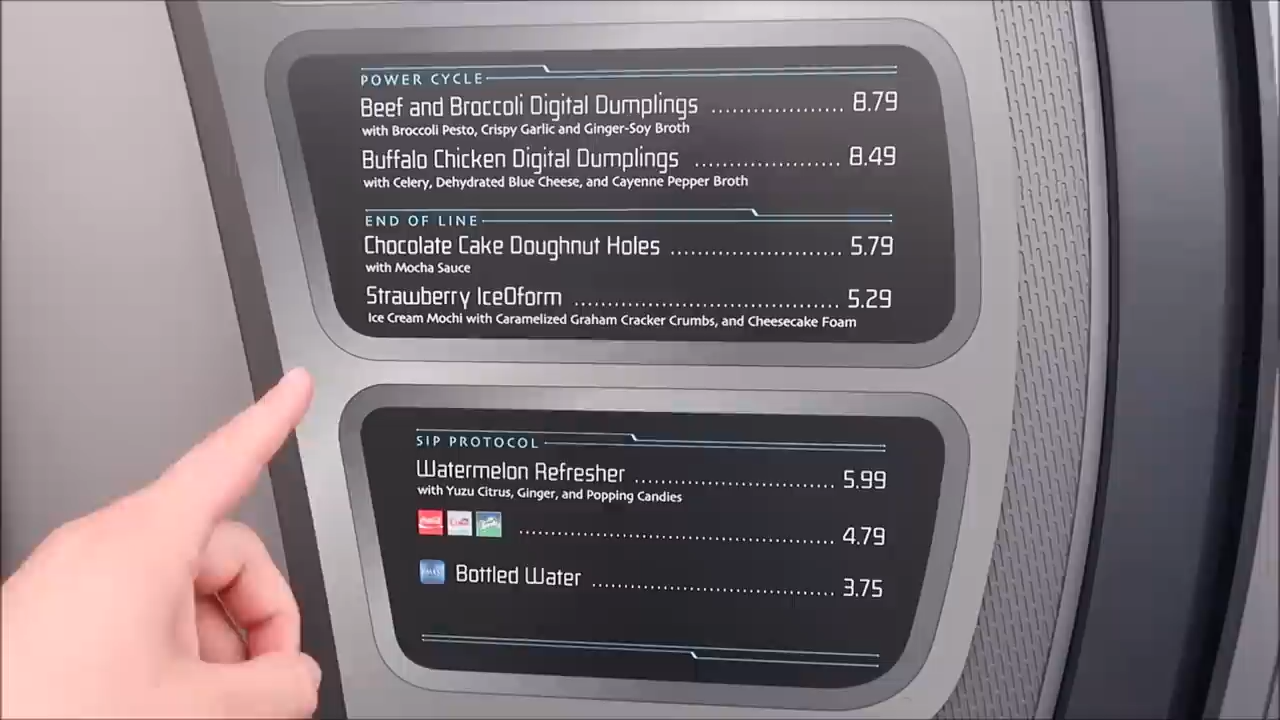 POWER CYCLE
Beef and Broccoli Digital Dumplings ................... 8.79
with Broccoli Pesto, Crispy Garlic and Ginger-Soy Broth
Buffalo Chicken Digital Dumplings ..................... 8.49
with Celery, Dehydrated Blue Cheese, and Cayenne Pepper Broth
END OF LINE
Chocolate Cake Doughnut Holes ......................... 5.79
with Mocha Sauce
Strawberry IceOform ...................................... 5.29
Ice Cream Mochi with Caramelized Graham Cracker Crumbs, and Cheesecake Foam
SIP PROTOCOL
Watermelon Refresher ............................. 5.99
with Yuzu Citrus, Ginger, and Popping Candies
Coca-Cola Coke ............................................. 4.79
Bottled Water ................................... 3.75